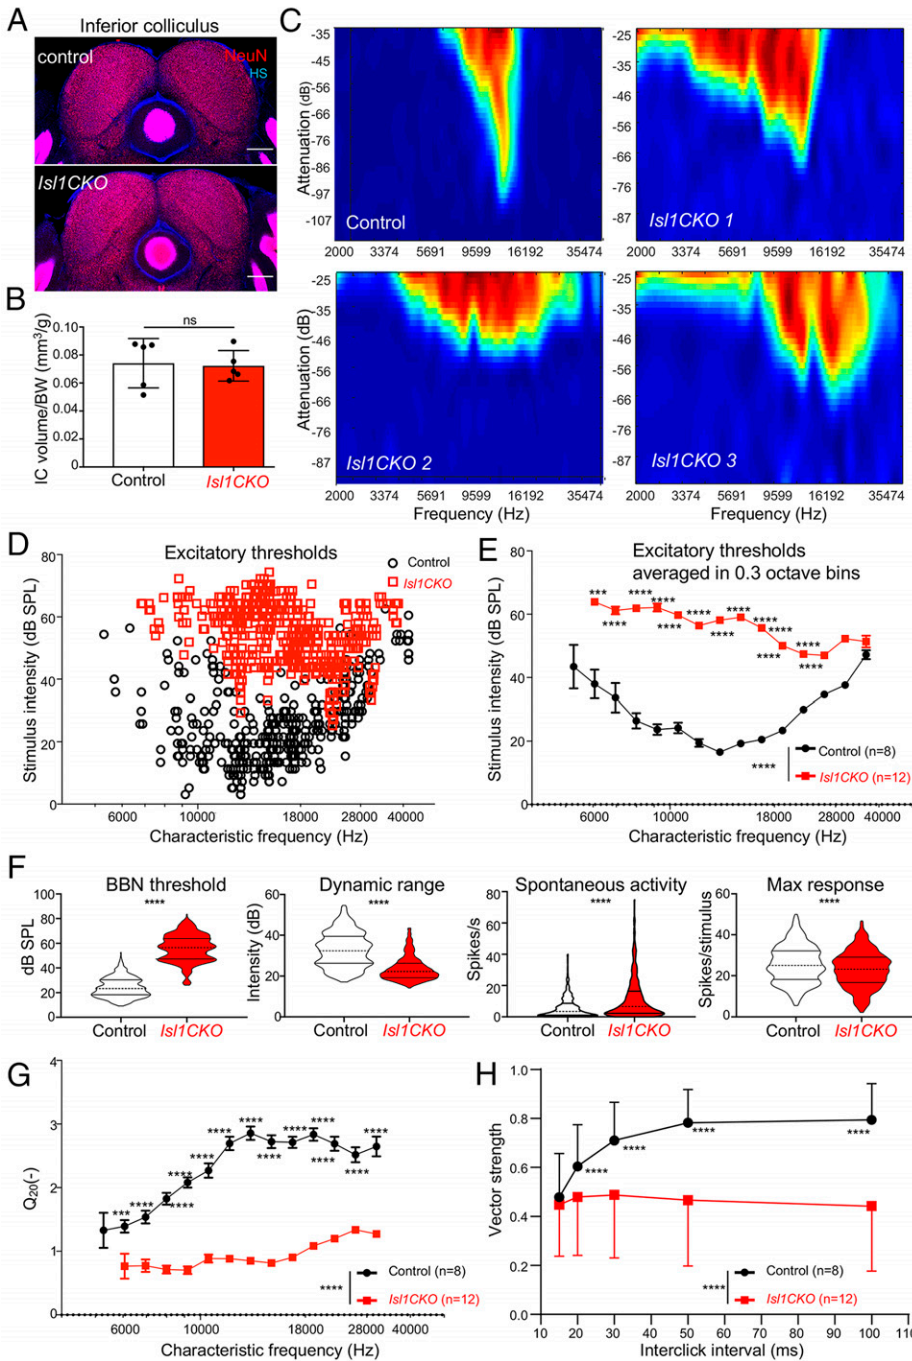 A
Inferior colliculus
control
NeuN
HS
Isl1CKO
B
ns
IC volume/BW (mm³/g)
0.10
0.08
0.06
0.04
0.02
0
Control
Isl1CKO
C
Attenuation (dB)
-35
-45
-56
-66
-76
-86
-97
-107
Control
2000 3374 5691 9599 16192 35474
-25
-35
-45
-56
-66
-76
-87
Isl1CKO 1
2000 3374 5691 9599 16192 35474
Attenuation (dB)
-25
-35
-45
-56
-66
-76
-87
Isl1CKO 2
2000 3374 5691 9599 16192 35474
Frequency (Hz)
-25
-35
-45
-56
-66
-76
-87
Isl1CKO 3
2000 3374 5691 9599 16192 35474
Frequency (Hz)
D
Excitatory thresholds
Control
Isl1CKO
Stimulus intensity (dB SPL)
80
60
40
20
0
6000 10000 18000 28000 40000
Characteristic frequency (Hz)
E
Excitatory thresholds
averaged in 0.3 octave bins
Stimulus intensity (dB SPL)
80
60
40
20
0
*** **** **** **** **** ****
**** **** **** **** ****
**** Control (n=8)
Isl1CKO (n=12)
6000 10000 18000 28000 40000
Characteristic frequency (Hz)
F
BBN threshold
****
dB SPL
100
80
60
40
20
0
Control Isl1CKO
Dynamic range
****
Intensity (dB)
60
40
20
0
Control Isl1CKO
Spontaneous activity
****
Spikes/s
80
60
40
20
0
Control Isl1CKO
Max response
****
Spikes/stimulus
60
40
20
0
Control Isl1CKO
G
Q20(-)
4
3
2
1
0
*** **** **** **** **** **** **** **** ****
**** **** **** ****
**** Control (n=8)
Isl1CKO (n=12)
6000 10000 18000 28000 40000
Characteristic frequency (Hz)
H
Vector strength
1.0
0.8
0.6
0.4
0.2
0.0
**** **** **** ****
**** Control (n=8)
Isl1CKO (n=12)
10 20 30 40 50 60 70 80 90 100 110
Interclick interval (ms)